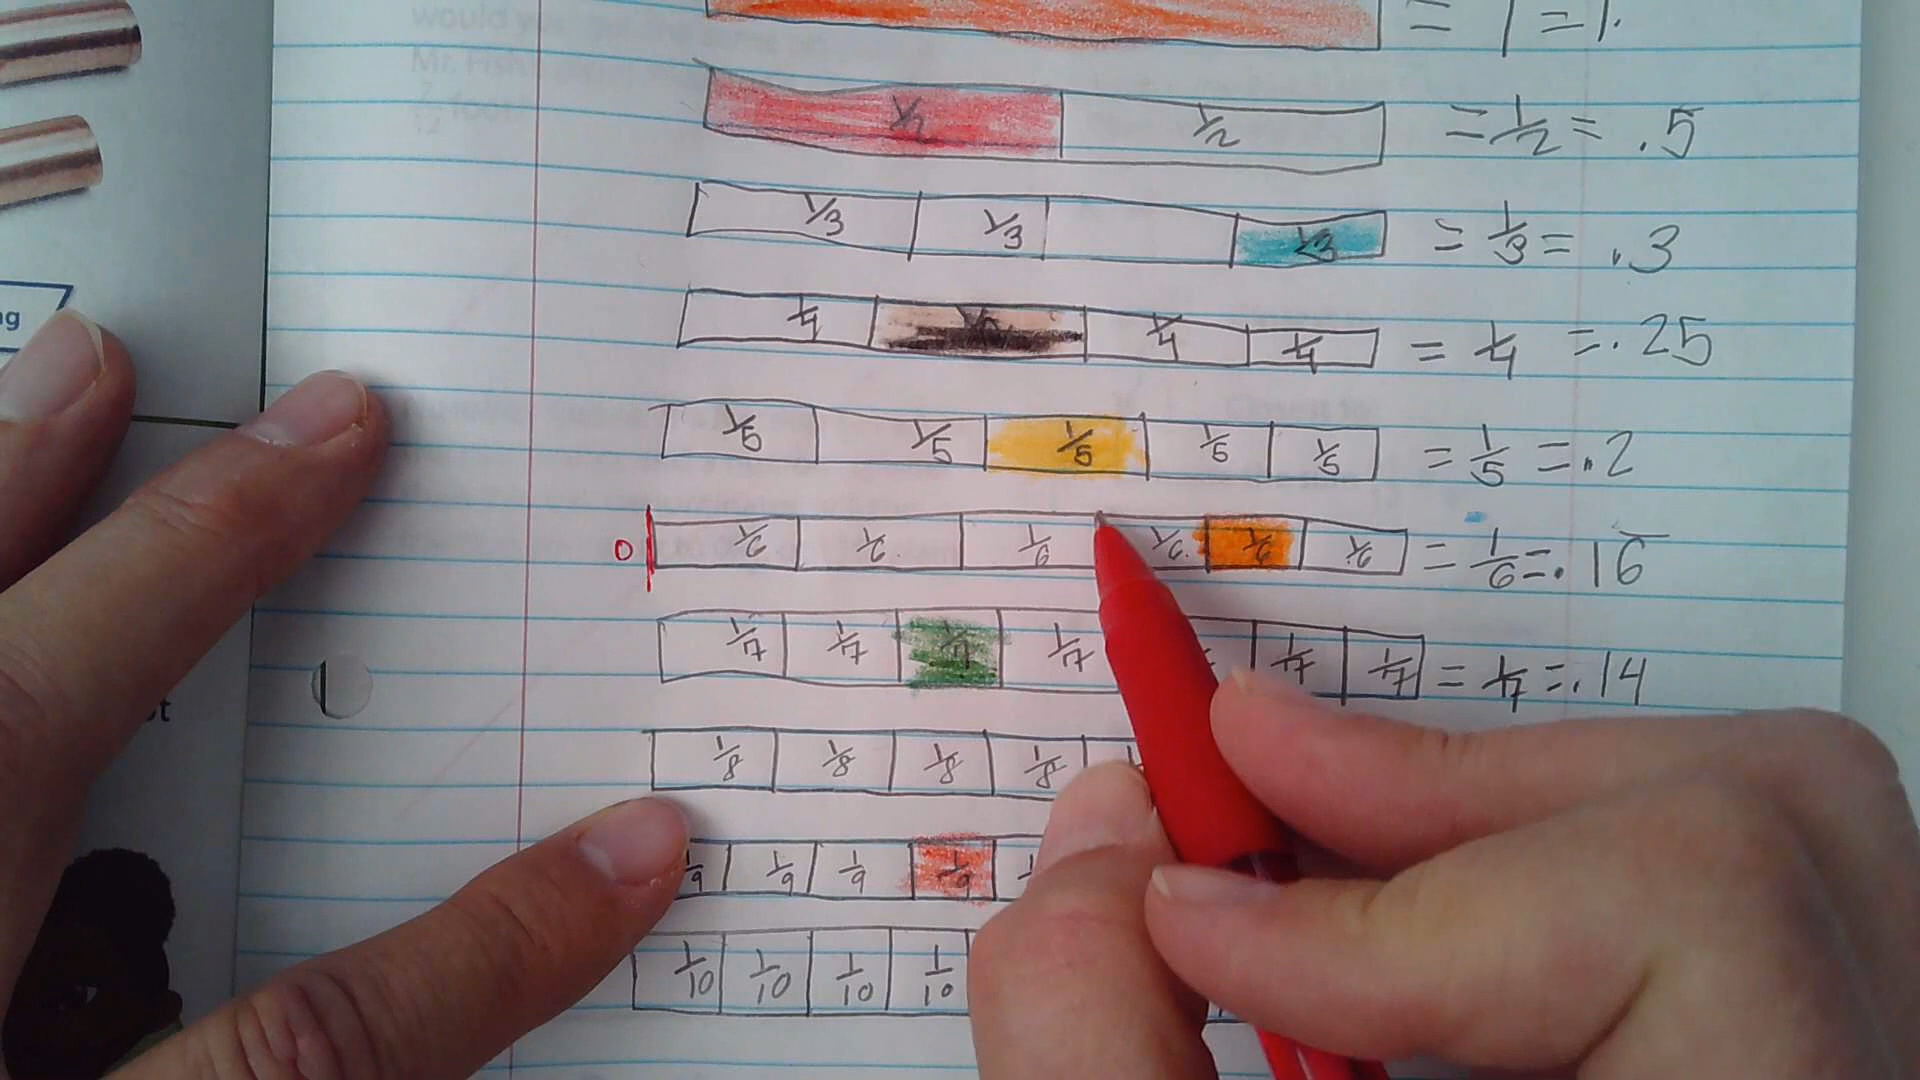 = 1 = 1.
1/2 1/2 = 1/2 = .5
1/3 1/3 1/3 = 1/3 = .3
1/4 1/4 1/4 = 1/4 = .25
1/5 1/5 1/5 1/5 1/5 = 1/5 = .2
0 1/6 1/6 1/6 1/6 1/6 1/6 = 1/6 = .16̅
1/7 1/7 1/7 1/7 1/7 1/7 = 1/7 = .14
1/8 1/8 1/8 1/8
1/9 1/9 1/9 1/9
1/10 1/10 1/10 1/10